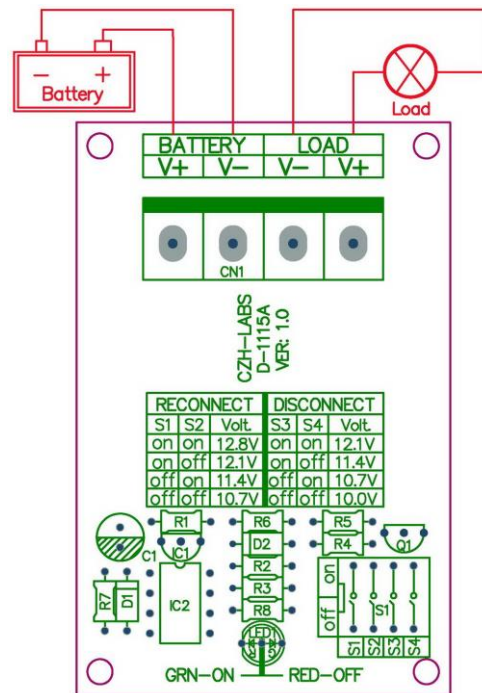 − +
Battery
Load
BATTERY LOAD
V+ V− V− V+
CN1
CZH-LABS
D-1115A
VER: 1.0
RECONNECT DISCONNECT
S1 S2 Volt. S3 S4 Volt.
on on 12.8V on on 12.1V
on off 12.1V on off 11.4V
off on 11.4V off on 10.7V
off off 10.7V off off 10.0V
R1 R6 R5
C1 IC1 D2 R4 Q1
R2
R7 D1 IC2 R3 off on S1
R8
S1 S2 S3 S4
LED1
GRN-ON RED-OFF